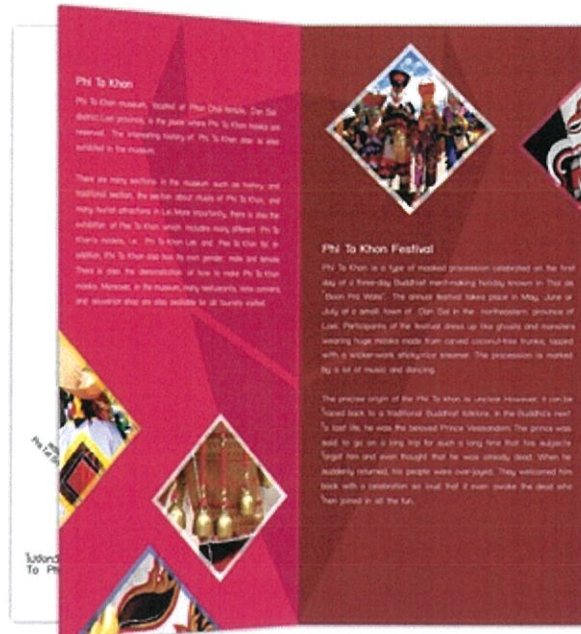 Phi Ta Khon
Phi Ta Khon museum, located at Phon Chai temple, Dan Sai
district, Loei province, is the place where Phi Ta Khon masks are
reserved. The interesting history of Phi Ta Khon also is also
exhibited in the museum.
There are many sections in the museum such as history and
traditional section, the section about rituals of Phi Ta Khon, and
many tourist attractions in Loi. More importantly, there is also the
exhibition of Pee Ta Khon which includes many different Phi Ta
Khon's models, i.e. Phi Ta Khon Lek and Pee Ta Khon Yai. In
addition, Phi Ta Khon also has its own gender: male and female.
There is also the demonstration of how to make Phi Ta Khon
masks. Moreover, in the museum, many restaurants, note corners,
and souvenir shop are also available for all tourists visited.
Phi Ta Khon Festival
Phi Ta Khon is a type of masked procession celebrated on the first
day of a three-day Buddhist merit-making holiday known in Thai as
"Boon Pra Wate". The annual festival takes place in May, June or
July at a small town of Dan Sai in the northeastern province of
Loei. Participants of the festival dress up like ghosts and monsters
wearing huge masks made from carved coconut-tree trunks, topped
with a wicker-work sticky-rice steamer. The procession is marked
by a lot of music and dancing.
The precise origin of the Phi Ta Khon is unclear. However, it can be
traced back to a traditional Buddhist folklore. In the Buddha's next
to last life, he was the beloved Prince Vessandorn. The prince was
said to go on a long trip for such a long time that his subjects
forgot him and even thought that he was already dead. When he
suddenly returned, his people were over-joyed. They welcomed him
back with a celebration so loud that it even awoke the dead who
then joined in all the fun.
To Ph